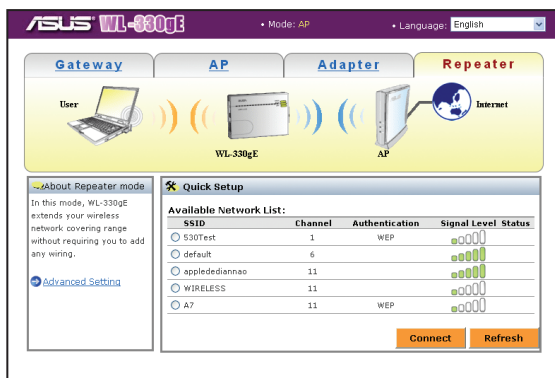 ASUS WL-330gE • Mode: AP • Language: English
Gateway AP Adapter Repeater
User Internet
WL-330gE AP
About Repeater mode
In this mode, WL-330gE
extends your wireless
network covering range
without requiring you to add
any wiring.
Advanced Setting
Quick Setup
Available Network List:
SSID Channel Authentication Signal Level Status
530Test 1 WEP
default 6
appledediannao 11
WIRELESS 11
A7 11 WEP
Connect Refresh